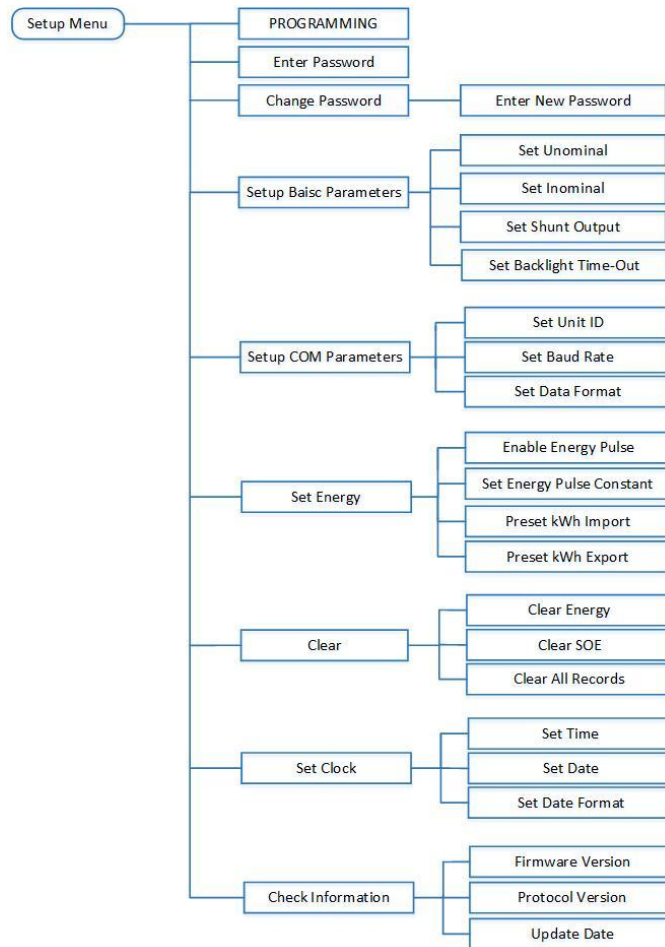 Setup Menu
PROGRAMMING
Enter Password
Change Password
Enter New Password
Setup Baisc Parameters
Set Unominal
Set Inominal
Set Shunt Output
Set Backlight Time-Out
Setup COM Parameters
Set Unit ID
Set Baud Rate
Set Data Format
Set Energy
Enable Energy Pulse
Set Energy Pulse Constant
Preset kWh Import
Preset kWh Export
Clear
Clear Energy
Clear SOE
Clear All Records
Set Clock
Set Time
Set Date
Set Date Format
Check Information
Firmware Version
Protocol Version
Update Date